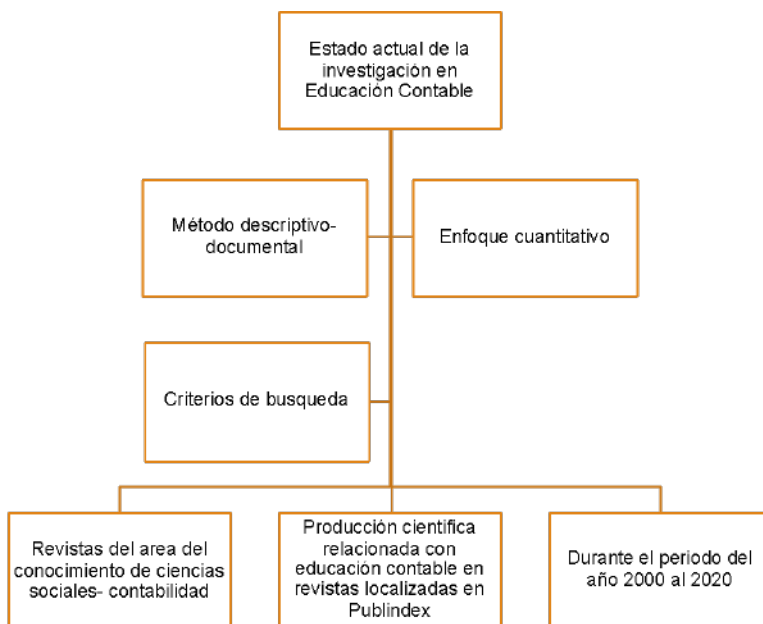 Estado actual de la
investigación en
Educación Contable
Método descriptivo-
documental
Enfoque cuantitativo
Criterios de busqueda
Revistas del area del
conocimiento de ciencias
sociales- contabilidad
Producción cientifica
relacionada con
educación contable en
revistas localizadas en
Publindex
Durante el periodo del
año 2000 al 2020